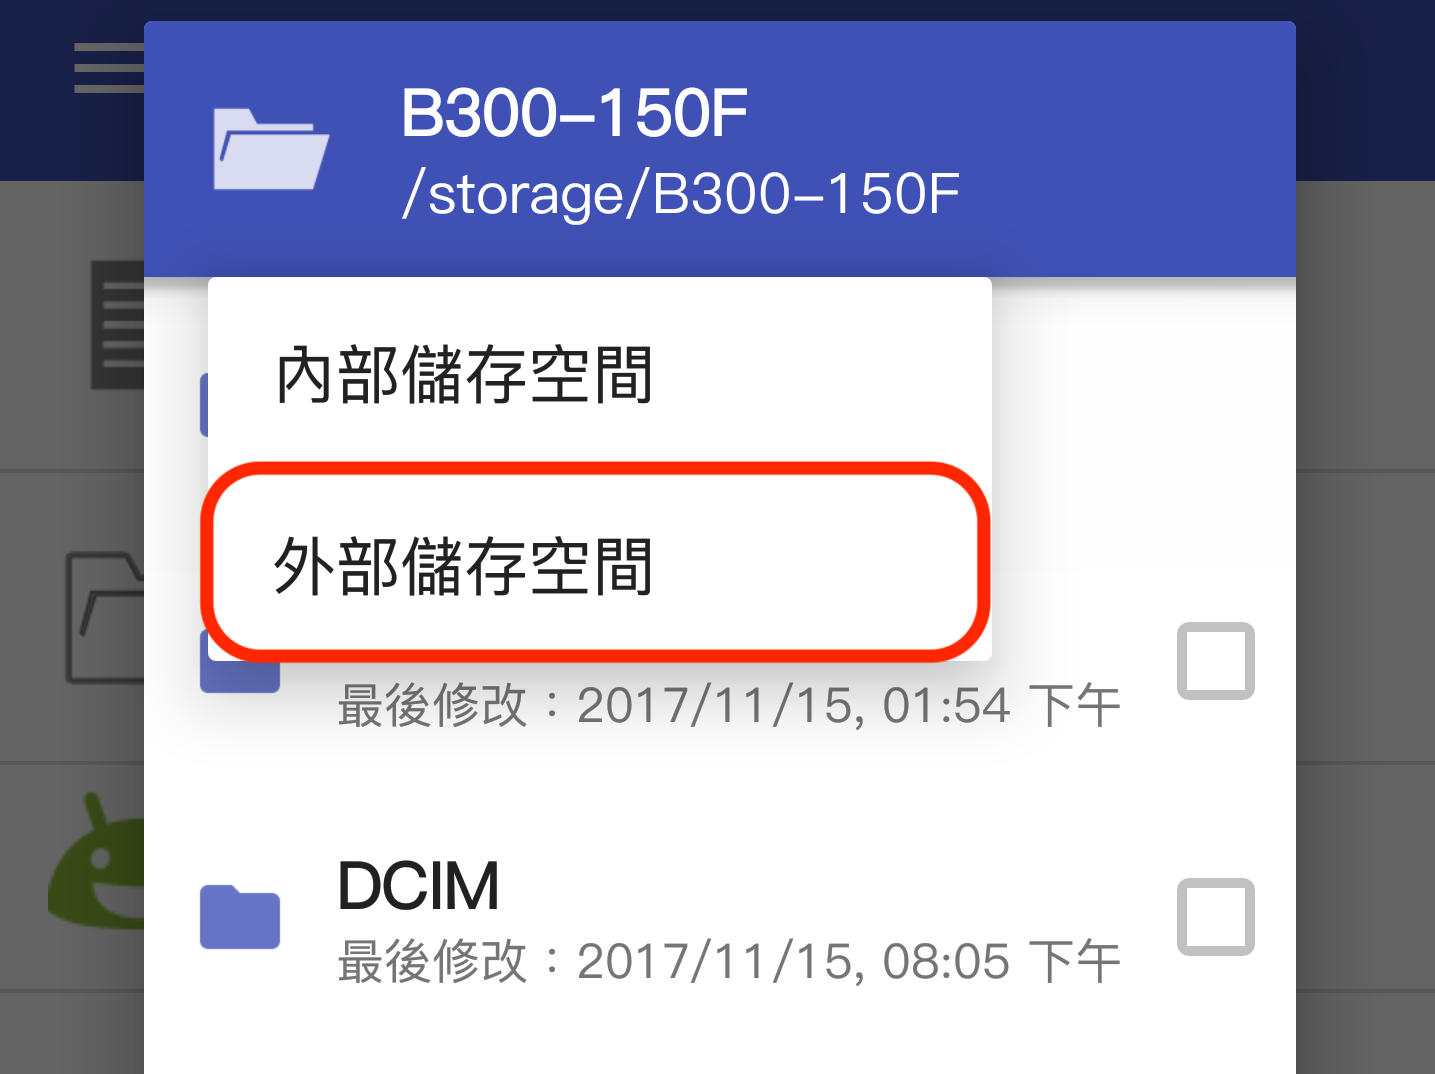 B300-150F
/storage/B300-150F
內部儲存空間
外部儲存空間
最後修改：2017/11/15, 01:54 下午
DCIM
最後修改：2017/11/15, 08:05 下午